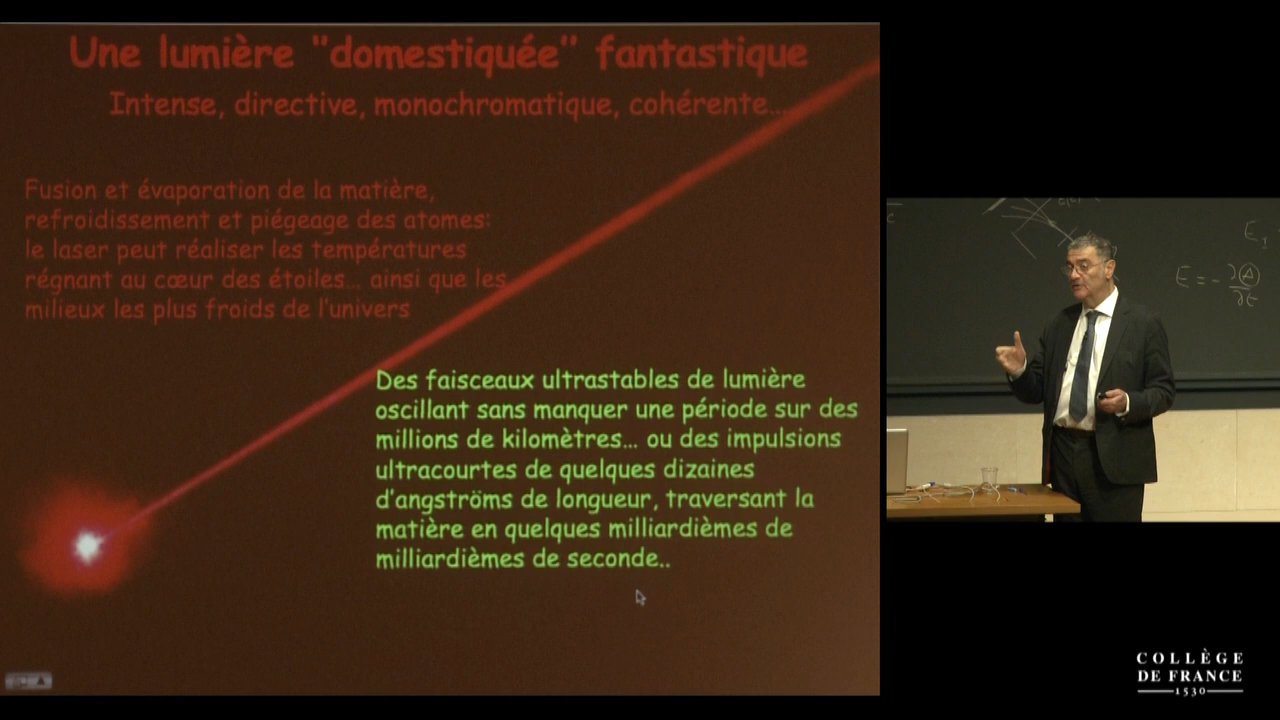 Une lumière "domestiquée" fantastique
Intense, directive, monochromatique, cohérente...
Fusion et évaporation de la matière,
refroidissement et piégeage des atomes:
le laser peut réaliser les températures
régnant au cœur des étoiles... ainsi que les
milieux les plus froids de l'univers
Des faisceaux ultrastables de lumière
oscillant sans manquer une période sur des
millions de kilomètres... ou des impulsions
ultracourtes de quelques dizaines
d'angströms de longueur, traversant la
matière en quelques milliardièmes de
milliardièmes de seconde..
E = - ∂A/∂t
COLLÈGE
DE FRANCE
1530